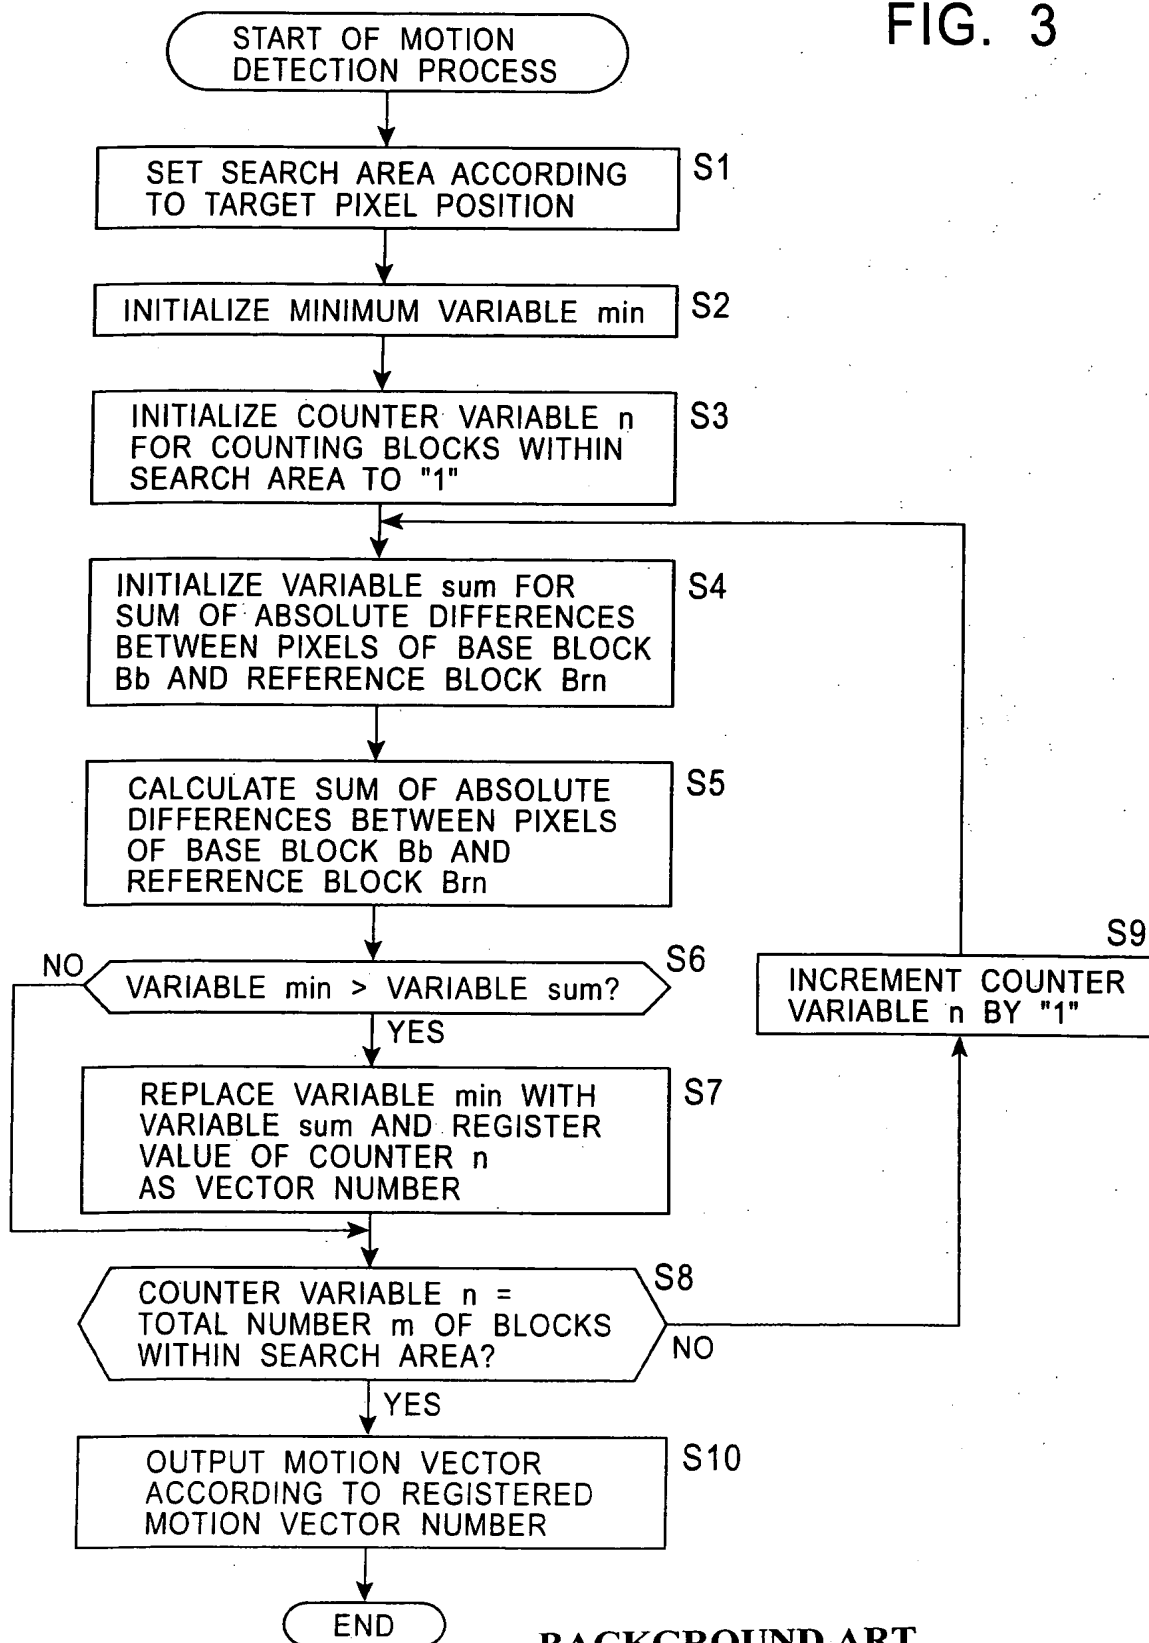 FIG. 3
START OF MOTION
DETECTION PROCESS
SET SEARCH AREA ACCORDING
TO TARGET PIXEL POSITION
S1
INITIALIZE MINIMUM VARIABLE min
S2
INITIALIZE COUNTER VARIABLE n
FOR COUNTING BLOCKS WITHIN
SEARCH AREA TO "1"
S3
INITIALIZE VARIABLE sum FOR
SUM OF ABSOLUTE DIFFERENCES
BETWEEN PIXELS OF BASE BLOCK
Bb AND REFERENCE BLOCK Brn
S4
CALCULATE SUM OF ABSOLUTE
DIFFERENCES BETWEEN PIXELS
OF BASE BLOCK Bb AND
REFERENCE BLOCK Brn
S5
NO
VARIABLE min > VARIABLE sum?
S6
YES
REPLACE VARIABLE min WITH
VARIABLE sum AND REGISTER
VALUE OF COUNTER n
AS VECTOR NUMBER
S7
COUNTER VARIABLE n =
TOTAL NUMBER m OF BLOCKS
WITHIN SEARCH AREA?
S8
NO
S9
INCREMENT COUNTER
VARIABLE n BY "1"
YES
OUTPUT MOTION VECTOR
ACCORDING TO REGISTERED
MOTION VECTOR NUMBER
S10
END
BACKGROUND ART